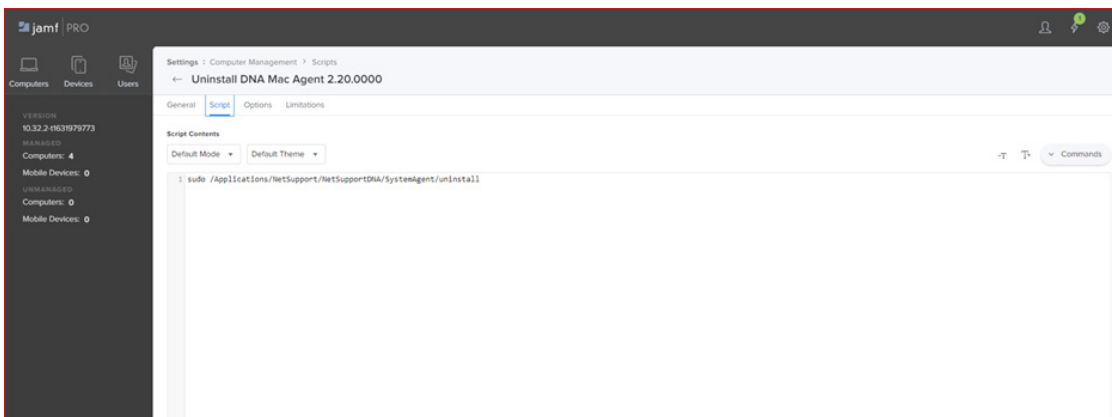 jamf PRO
1
Computers Devices Users
Settings : Computer Management > Scripts
← Uninstall DNA Mac Agent 2.20.0000
General Script Options Limitations
VERSION
10.32.2-t1631979773
MANAGED
Computers: 4
Mobile Devices: 0
UNMANAGED
Computers: 0
Mobile Devices: 0
Script Contents
Default Mode Default Theme
-T T+ Commands
1 sudo /Applications/NetSupport/NetSupportDNA/SystemAgent/uninstall